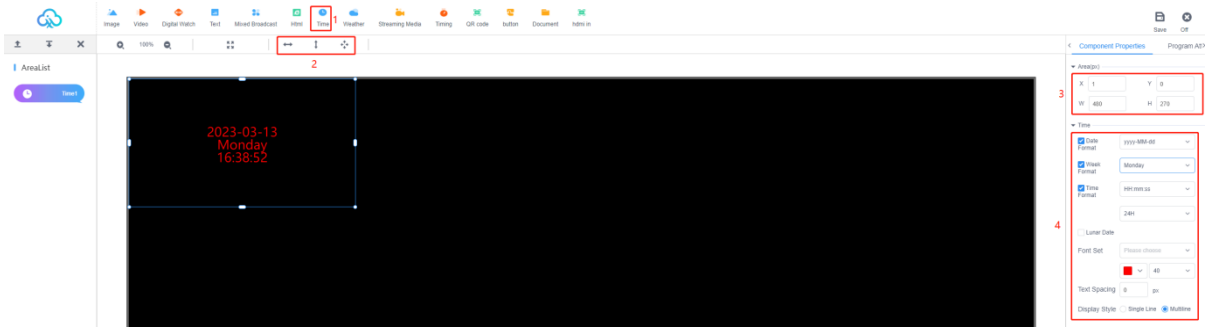 Image Video Digital Watch Text Mixed Broadcast Html Time 1 Weather Streaming Media Timing QR code button Document hdmi in Save Off
100% 2
AreaList
Time1
2023-03-13
Monday
16:38:52
Component Properties Program Att
Area(px)
3
X 1 Y 0
W 480 H 270
Time
4
Date Format yyyy-MM-dd
Week Format Monday
Time Format HH:mm:ss
24H
Lunar Date
Font Set Please choose
40
Text Spacing 0 px
Display Style Single Line Multiline